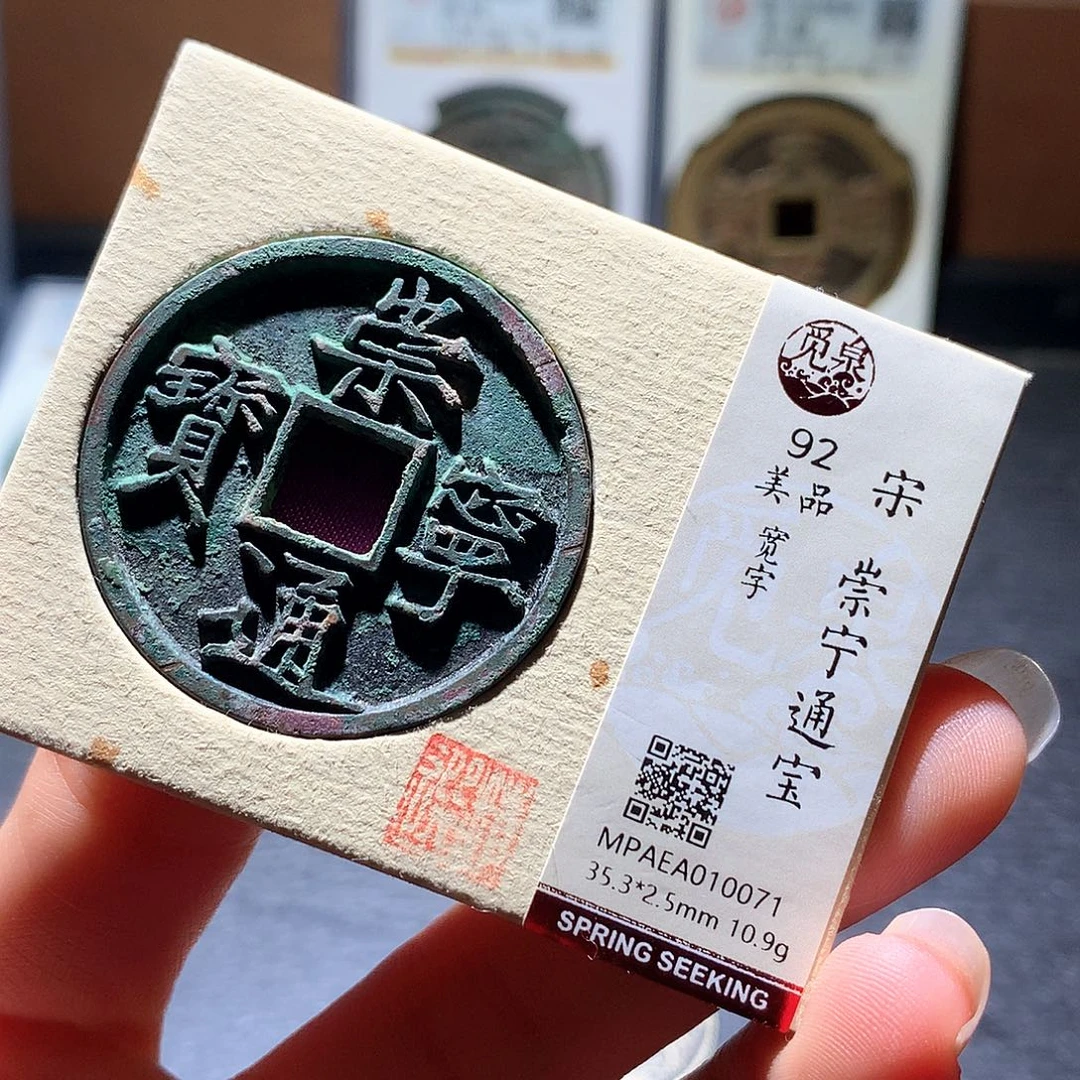 崇寧通寶
覓泉
92
美品
宽字
宋 崇宁通宝
MPAEA010071
35.3*2.5mm 10.9g
SPRING SEEKING